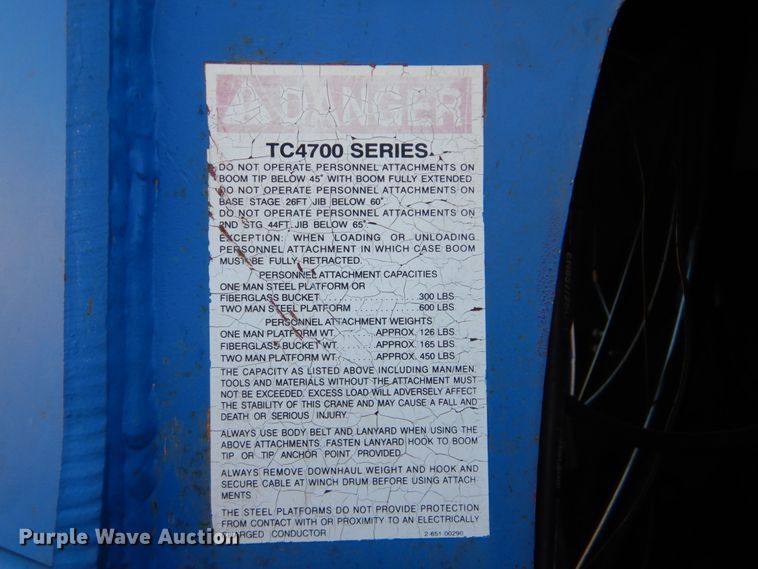 DANGER
TC4700 SERIES
DO NOT OPERATE PERSONNEL ATTACHMENTS ON
BOOM TIP BELOW 45° WITH BOOM FULLY EXTENDED.
DO NOT OPERATE PERSONNEL ATTACHMENTS ON
BASE STAGE 26FT JIB BELOW 60°.
DO NOT OPERATE PERSONNEL ATTACHMENTS ON
2ND STG 44FT JIB BELOW 65°.
EXCEPTION: WHEN LOADING OR UNLOADING
PERSONNEL ATTACHMENT IN WHICH CASE BOOM
MUST BE FULLY RETRACTED.
PERSONNEL ATTACHMENT CAPACITIES
ONE MAN STEEL PLATFORM OR
FIBERGLASS BUCKET 300 LBS
TWO MAN STEEL PLATFORM 600 LBS
PERSONNEL ATTACHMENT WEIGHTS
ONE MAN PLATFORM WT. APPROX. 126 LBS
FIBERGLASS BUCKET WT. APPROX. 165 LBS
TWO MAN PLATFORM WT. APPROX. 450 LBS
THE CAPACITY AS LISTED ABOVE INCLUDING MAN/MEN,
TOOLS AND MATERIALS WITHOUT THE ATTACHMENT MUST
NOT BE EXCEEDED. EXCESS LOAD WILL ADVERSELY AFFECT
THE STABILITY OF THIS CRANE AND MAY CAUSE A FALL AND
DEATH OR SERIOUS INJURY.
ALWAYS USE BODY BELT AND LANYARD WHEN USING THE
ABOVE ATTACHMENTS. FASTEN LANYARD HOOK TO BOOM
TIP OR TIP ANCHOR POINT PROVIDED.
ALWAYS REMOVE DOWNHAUL WEIGHT AND HOOK AND
SECURE CABLE AT WINCH DRUM BEFORE USING ATTACH-
MENTS.
THE STEEL PLATFORMS DO NOT PROVIDE PROTECTION
FROM CONTACT WITH OR PROXIMITY TO AN ELECTRICALLY
CHARGED CONDUCTOR 2-651 00290
Purple Wave Auction